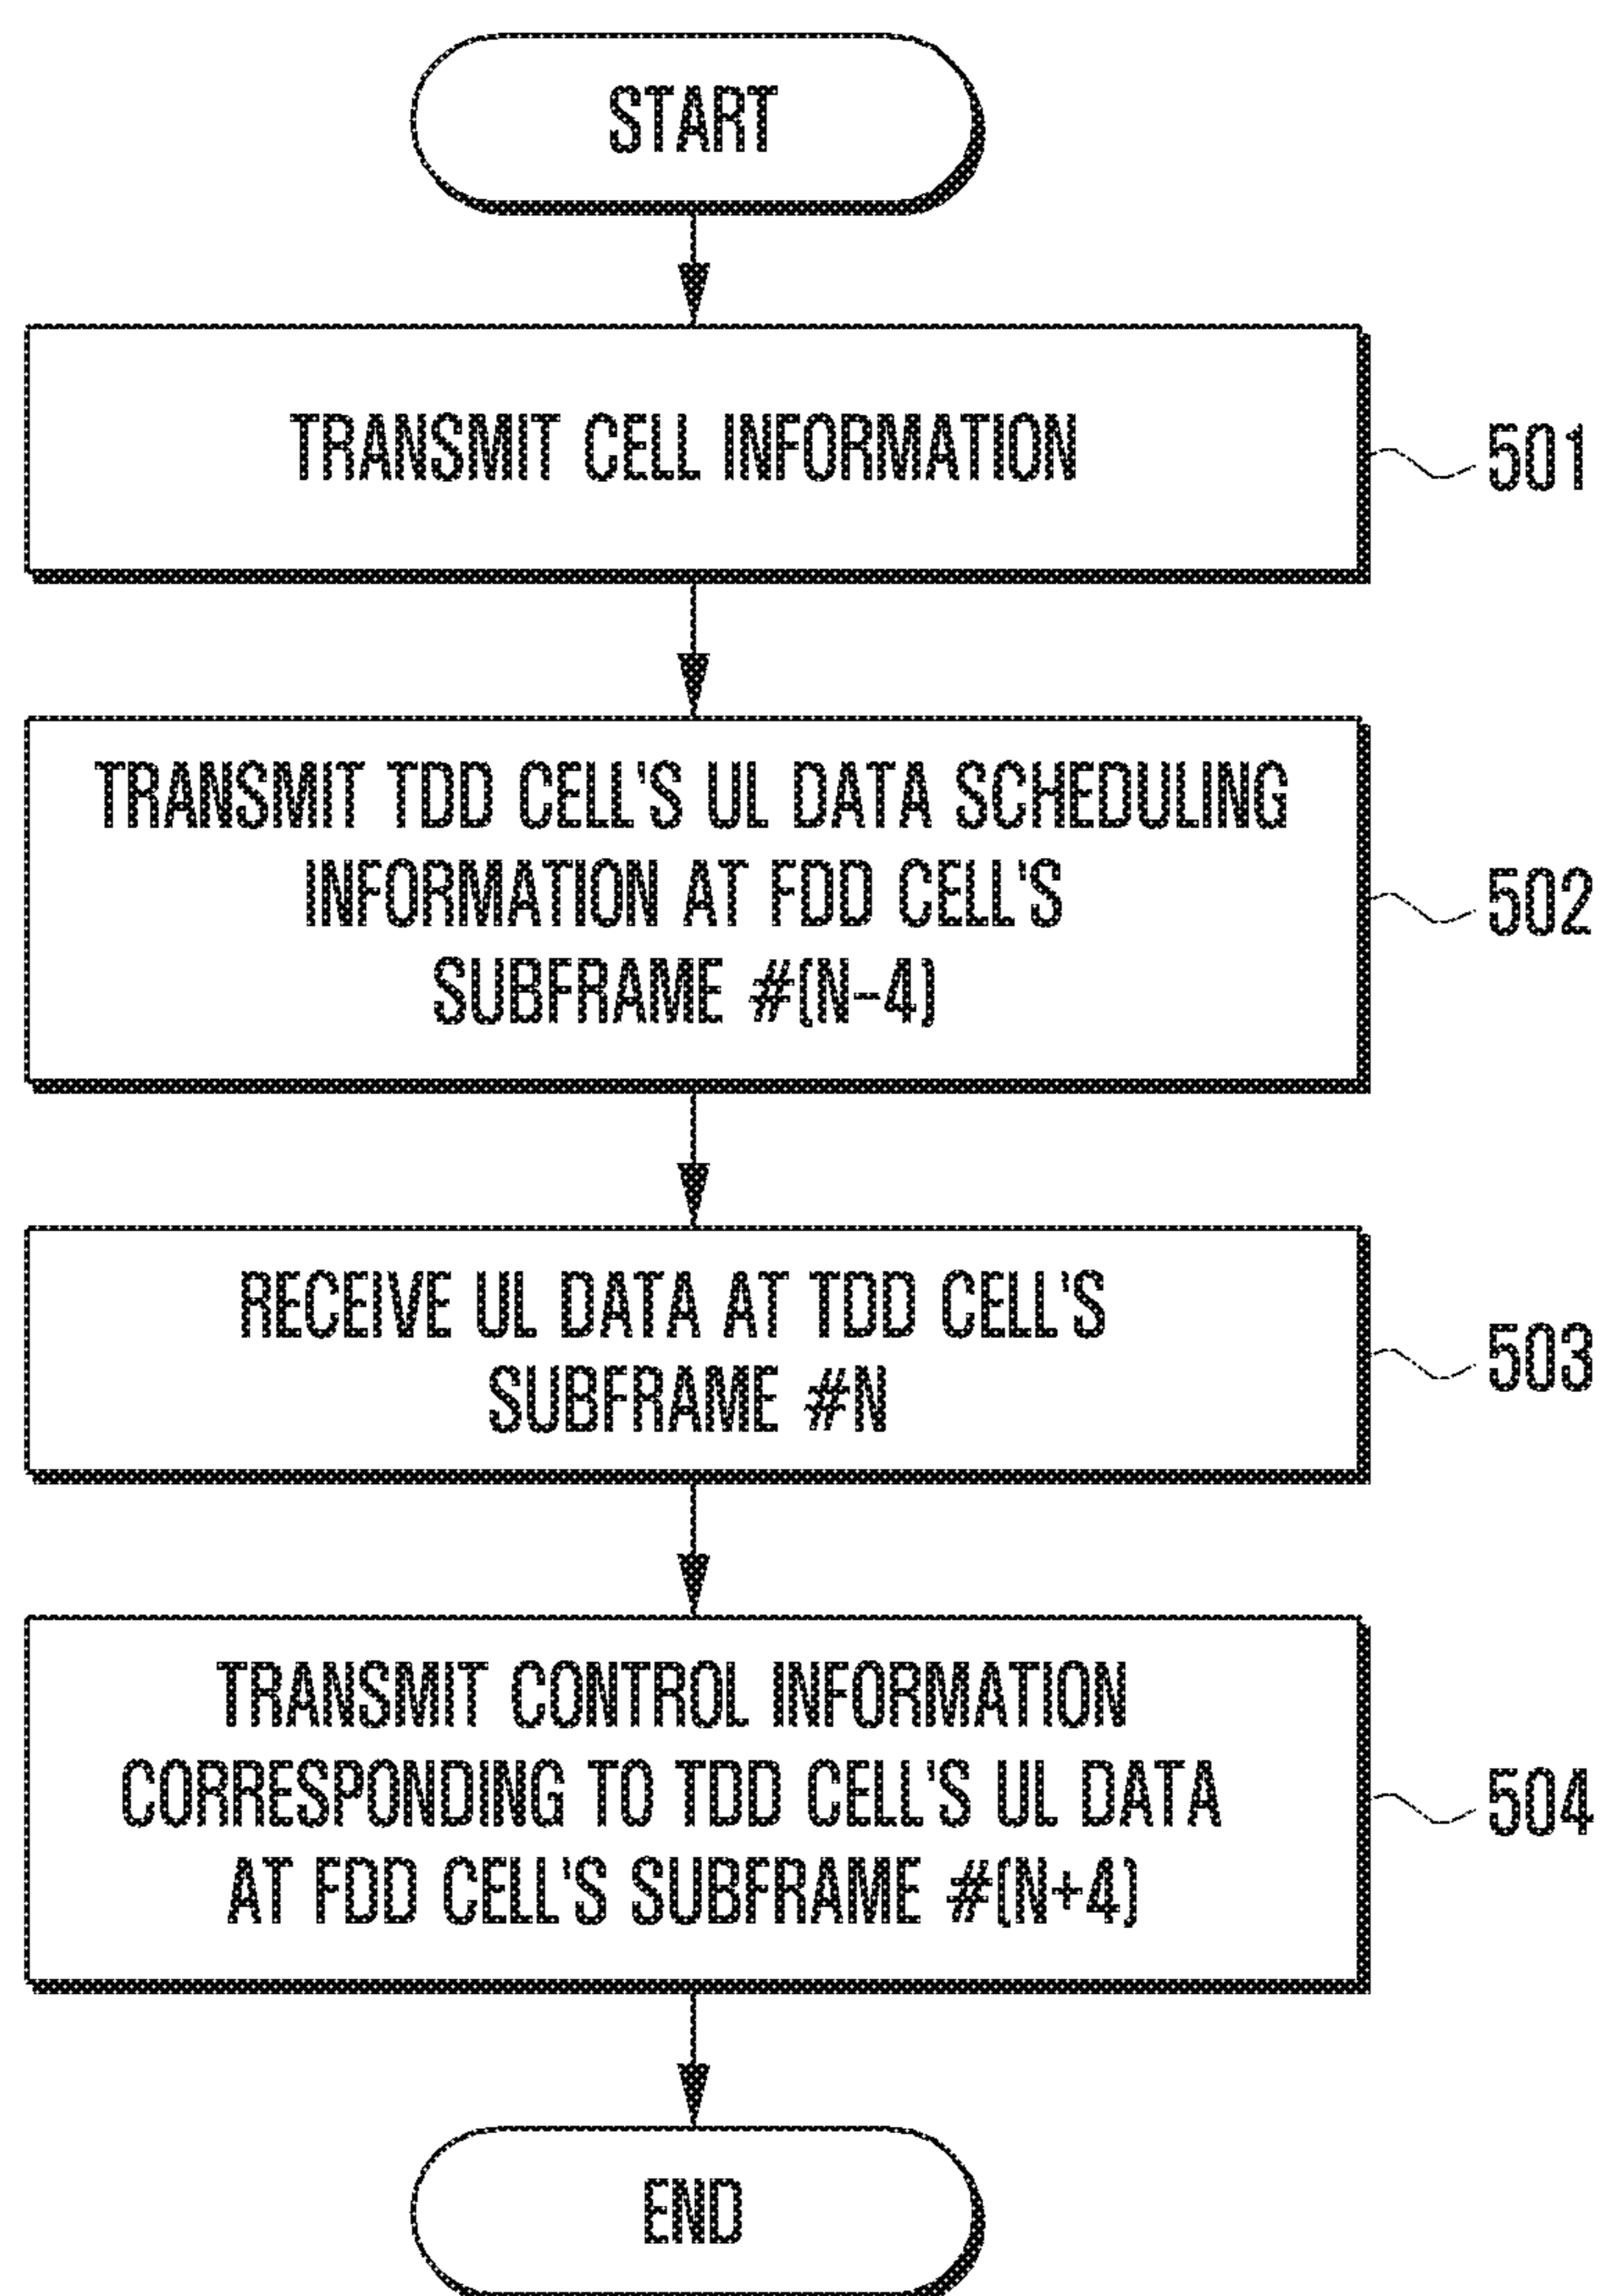 START
TRANSMIT CELL INFORMATION
501
TRANSMIT TDD CELL'S UL DATA SCHEDULING
INFORMATION AT FDD CELL'S
SUBFRAME #(N-4)
502
RECEIVE UL DATA AT TDD CELL'S
SUBFRAME #N
503
TRANSMIT CONTROL INFORMATION
CORRESPONDING TO TDD CELL'S UL DATA
AT FDD CELL'S SUBFRAME #(N+4)
504
END